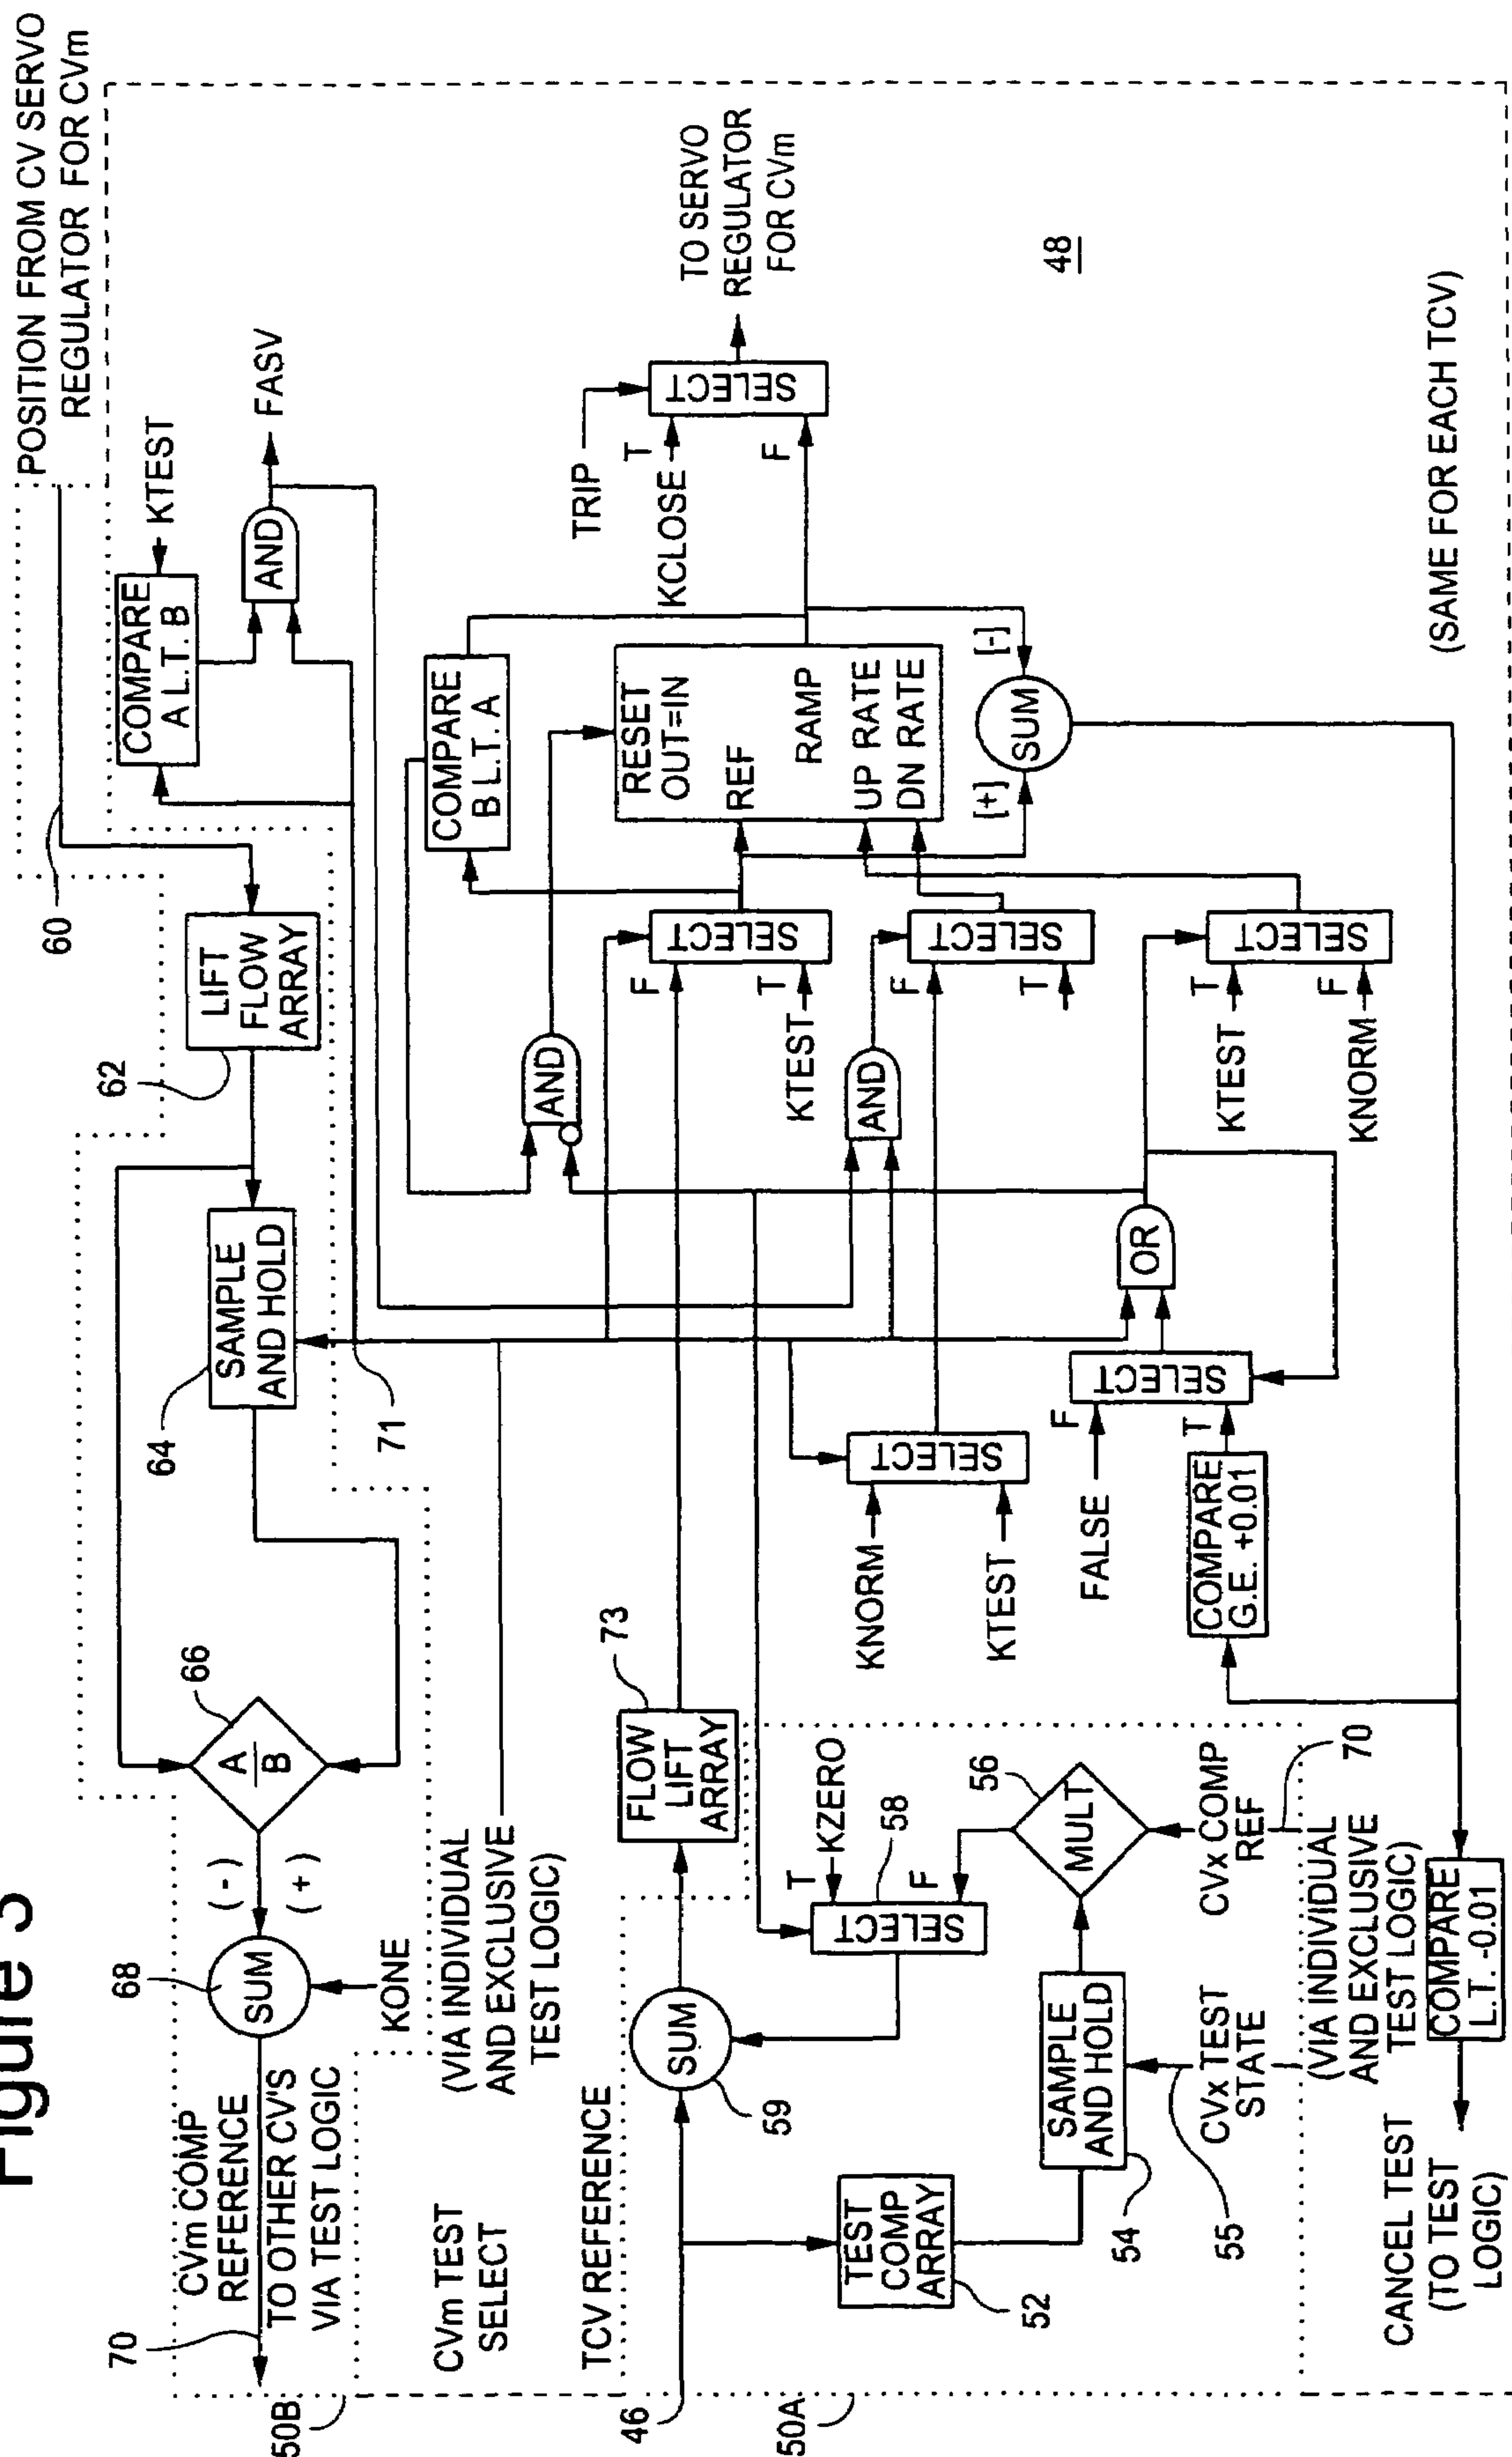 Figure 3
POSITION FROM CV SERVO
REGULATOR FOR CVm
60
62
LIFT
FLOW
ARRAY
COMPARE
A L.T. B
KTEST
AND
FASV
64
SAMPLE
AND HOLD
66
A
B
(-)
(+)
68
SUM
KONE
70
CVm COMP
REFERENCE
TO OTHER CV'S
VIA TEST LOGIC
50B
71
CVm TEST
SELECT
(VIA INDIVIDUAL
AND EXCLUSIVE
TEST LOGIC)
COMPARE
B L.T. A
AND
RESET
OUT=IN
REF
RAMP
UP RATE
DN RATE
TRIP
T
KCLOSE
F
SELECT
TO SERVO
REGULATOR
FOR CVm
48
[+]
[-]
SUM
TCV REFERENCE
46
59
SUM
73
FLOW
LIFT
ARRAY
F
T
KTEST
SELECT
AND
F
T
SELECT
KTEST
T
KNORM
F
SELECT
OR
KNORM
KTEST
SELECT
FALSE
F
T
SELECT
COMPARE
G.E. +0.01
T
KZERO
58
F
SELECT
56
MULT
TEST
COMP
ARRAY
52
SAMPLE
AND HOLD
54
55
CVx TEST
STATE
CVx COMP
REF
70
50A
(VIA INDIVIDUAL
AND EXCLUSIVE
TEST LOGIC)
COMPARE
L.T. -0.01
CANCEL TEST
(TO TEST
LOGIC)
(SAME FOR EACH TCV)